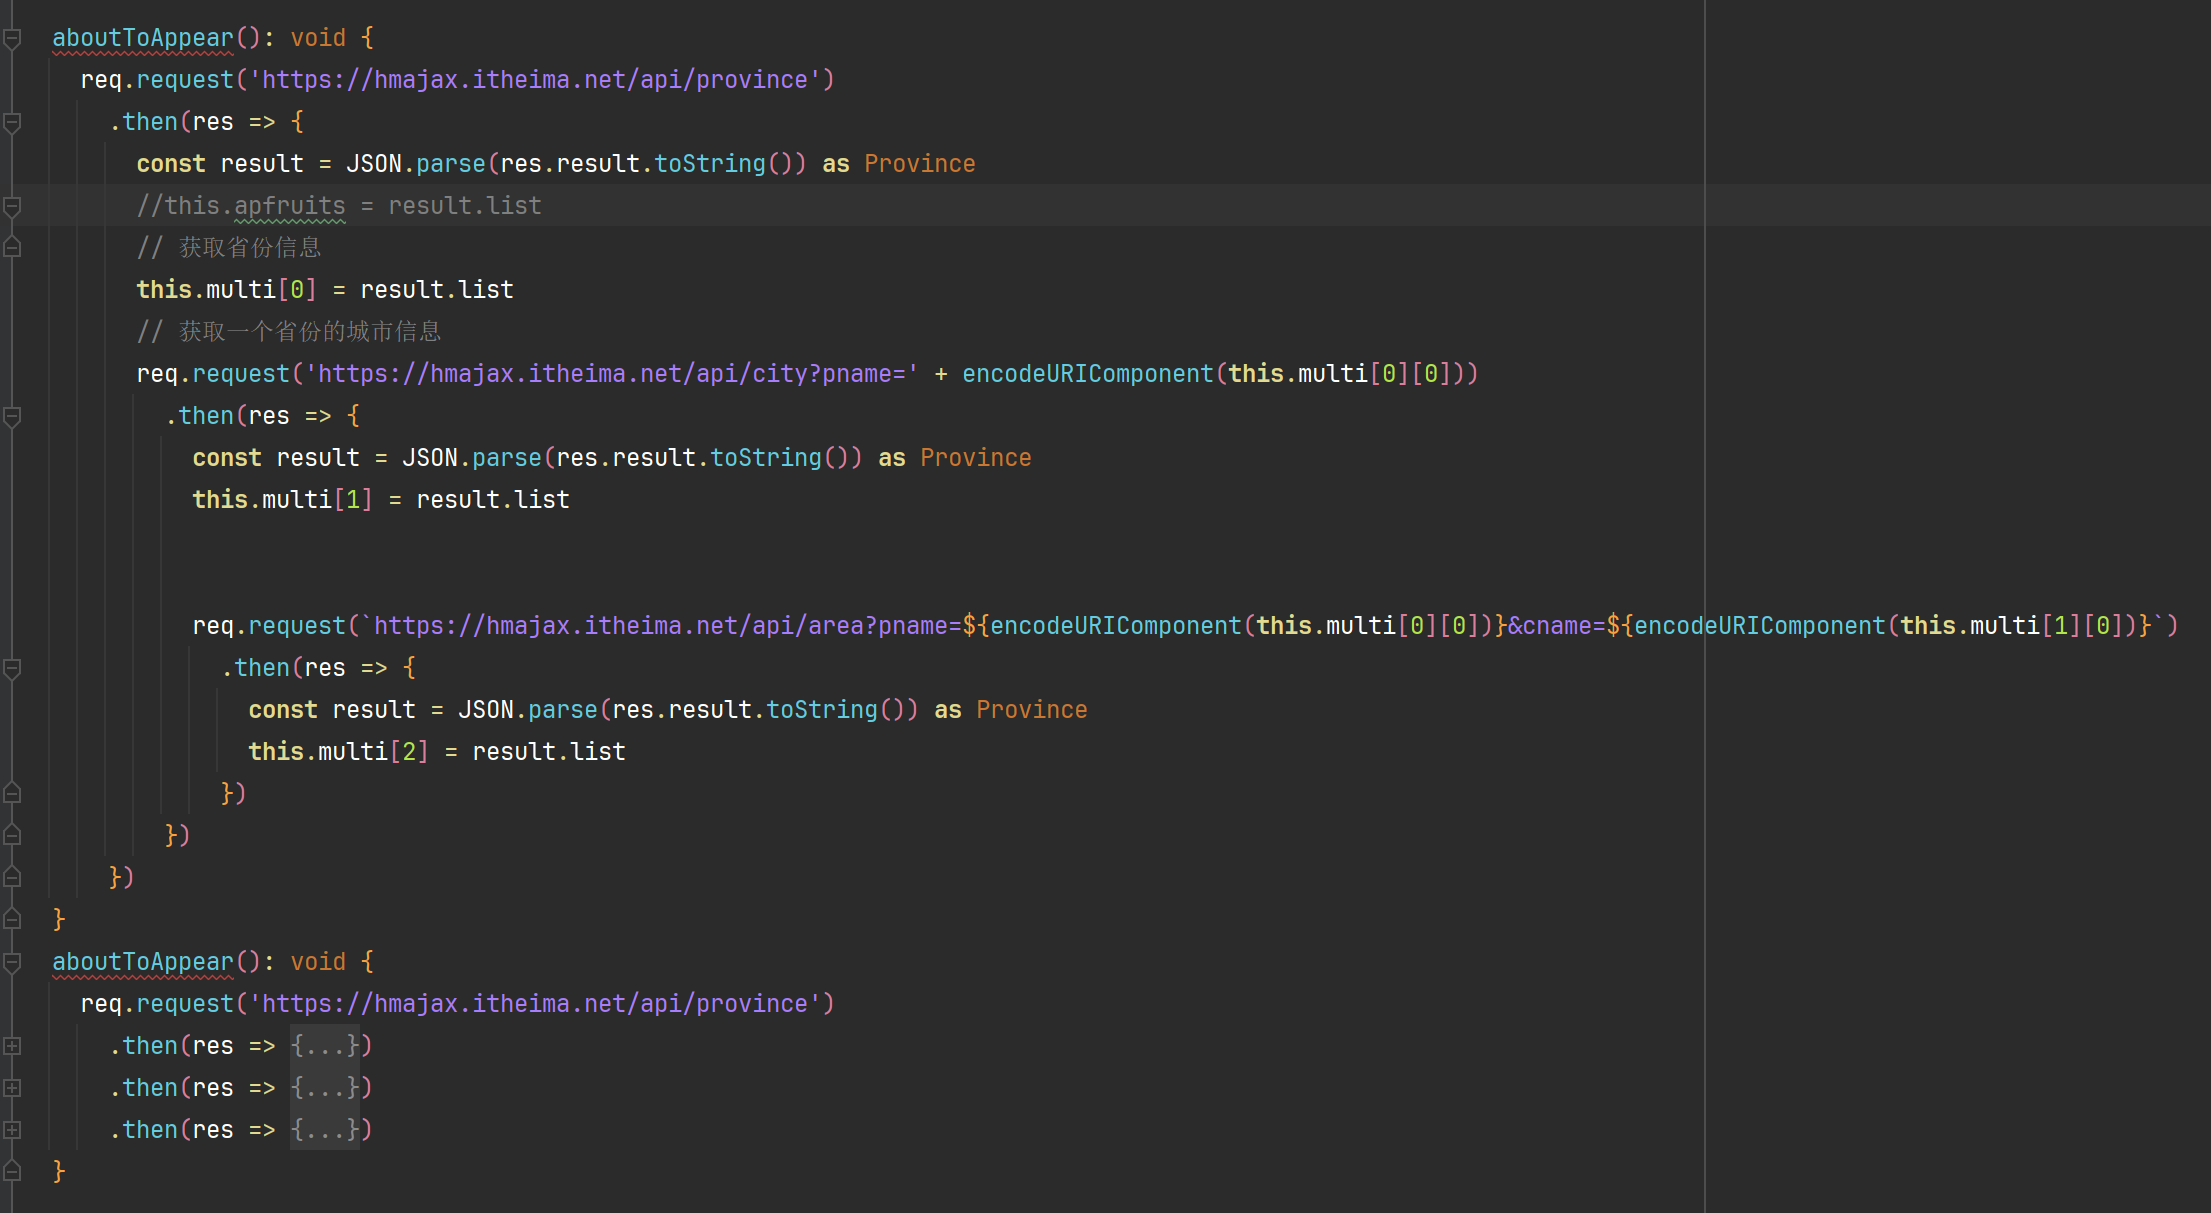 aboutToAppear(): void {
req.request('https://hmajax.itheima.net/api/province')
.then(res => {
const result = JSON.parse(res.result.toString()) as Province
//this.apfruits = result.list
// 获取省份信息
this.multi[0] = result.list
// 获取一个省份的城市信息
req.request('https://hmajax.itheima.net/api/city?pname=' + encodeURIComponent(this.multi[0][0]))
.then(res => {
const result = JSON.parse(res.result.toString()) as Province
this.multi[1] = result.list
req.request(`https://hmajax.itheima.net/api/area?pname=${encodeURIComponent(this.multi[0][0])}&cname=${encodeURIComponent(this.multi[1][0])}`)
.then(res => {
const result = JSON.parse(res.result.toString()) as Province
this.multi[2] = result.list
})
})
})
}
aboutToAppear(): void {
req.request('https://hmajax.itheima.net/api/province')
.then(res => {...})
.then(res => {...})
.then(res => {...})
}